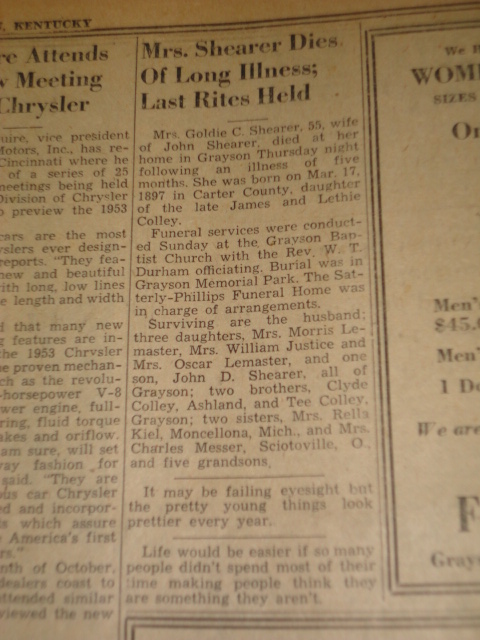 , KENTUCKY
re Attends
w Meeting
Chrysler
uire, vice president
Motors, Inc., has re-
Cincinnati where he
of a series of 25
meetings being held
Division of Chrysler
o preview the 1953
cars are the most
yslers ever design-
reports. "They fea-
new and beautiful
with long, low lines
e length and width
d that many new
g features are in-
he 1953 Chrysler
e proven mechan-
ch as the revolu-
-horsepower V-8
wer engine, full-
ring, fluid torque
akes and oriflow.
am sure, will set
way fashion for
said. "They are
ous car Chrysler
ed and incorpor-
s which assure
America's first
rs."
nth of October,
dealers coast to
attended similar
viewed the new
Mrs. Shearer Dies
Of Long Illness;
Last Rites Held
Mrs. Goldie C. Shearer, 55, wife
of John Shearer, died at her
home in Grayson Thursday night
following an illness of five
months. She was born on Mar. 17,
1897 in Carter County, daughter
of the late James and Lethie
Colley.
Funeral services were conduct-
ed Sunday at the Grayson Bap-
tist Church with the Rev. W. T.
Durham officiating. Burial was in
Grayson Memorial Park. The Sat-
terly-Phillips Funeral Home was
in charge of arrangements.
Surviving are the husband;
three daughters, Mrs. Morris Le-
master, Mrs. William Justice and
Mrs. Oscar Lemaster, and one
son, John D. Shearer, all of
Grayson; two brothers, Clyde
Colley, Ashland, and Tee Colley,
Grayson; two sisters, Mrs. Rella
Kiel, Moncellona, Mich., and Mrs.
Charles Messer, Sciotoville, O.,
and five grandsons.
It may be failing eyesight but
the pretty young things look
prettier every year.
Life would be easier if so many
people didn't spend most of their
time making people think they
are something they aren't.
We
WOM
SIZES
On
Men'
$45.
Men'
1 D
We are
F
Gray